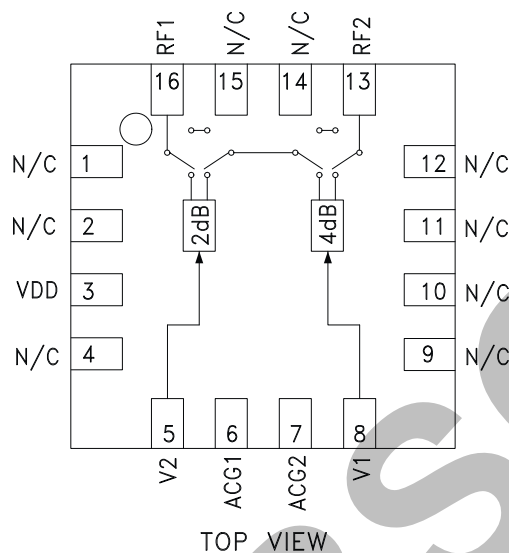 RF1 N/C N/C RF2
16 15 14 13
N/C 1 12 N/C
N/C 2 11 N/C
2dB 4dB
VDD 3 10 N/C
N/C 4 9 N/C
5 6 7 8
V2 ACG1 ACG2 V1
TOP VIEW